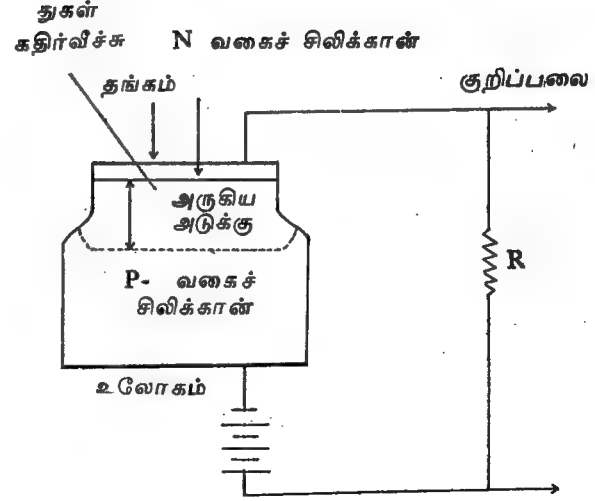 துகள்
கதிர்வீச்சு
N வகைச் சிலிக்கான்
தங்கம்
குறிப்பலை
அருகிய
அடுக்கு
R
P- வகைச்
சிலிக்கான்
உலோகம்